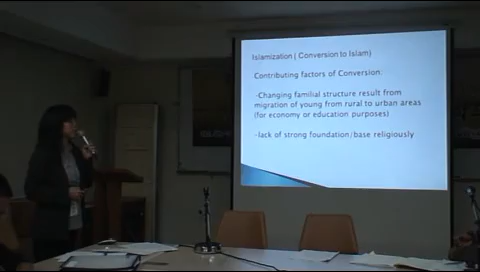 Islamization ( Conversion to Islam)
Contributing factors of Conversion:
-Changing familial structure result from
migration of young from rural to urban areas
(for economy or education purposes)
-lack of strong foundation/base religiously